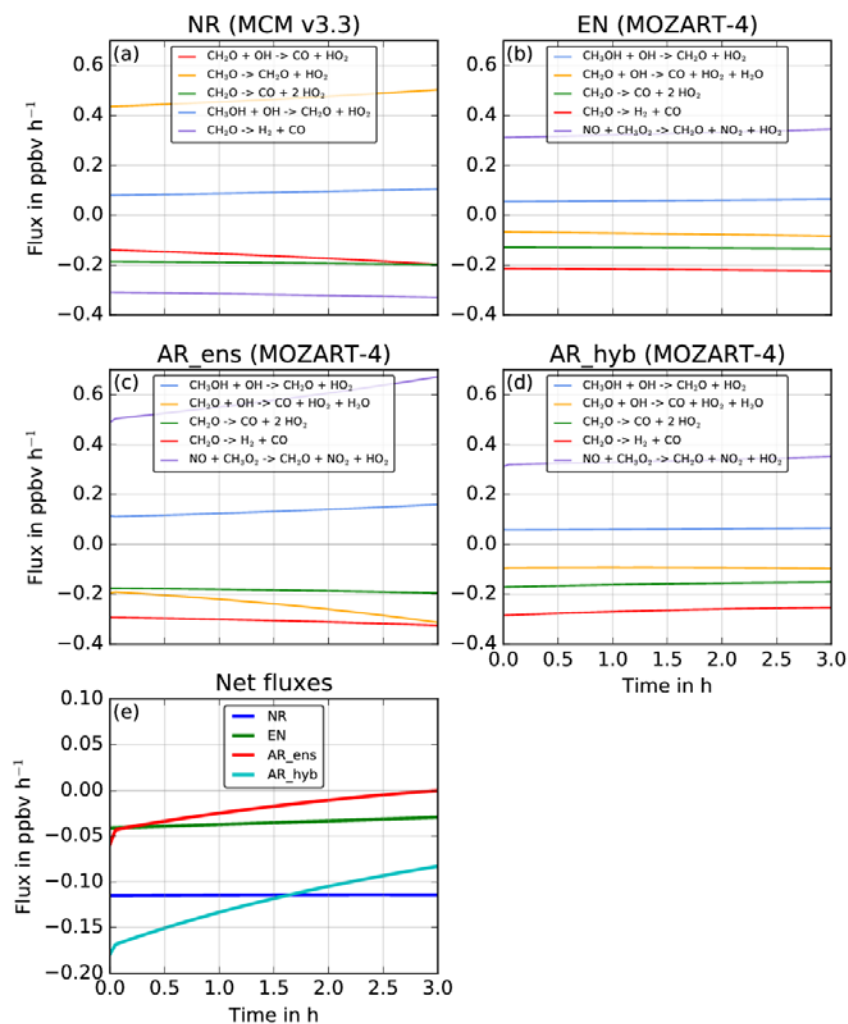 NR (MCM v3.3)
(a)
CH₂O + OH -> CO + HO₂
CH₃O -> CH₂O + HO₂
CH₂O -> CO + 2 HO₂
CH₃OH + OH -> CH₂O + HO₂
CH₂O -> H₂ + CO
Flux in ppbv h⁻¹
0.6
0.4
0.2
0.0
−0.2
−0.4
EN (MOZART-4)
(b)
CH₃OH + OH -> CH₂O + HO₂
CH₂O + OH -> CO + HO₂ + H₂O
CH₂O -> CO + 2 HO₂
CH₂O -> H₂ + CO
NO + CH₃O₂ -> CH₂O + NO₂ + HO₂
0.6
0.4
0.2
0.0
−0.2
−0.4
AR_ens (MOZART-4)
(c)
CH₃OH + OH -> CH₂O + HO₂
CH₂O + OH -> CO + HO₂ + H₂O
CH₂O -> CO + 2 HO₂
CH₂O -> H₂ + CO
NO + CH₃O₂ -> CH₂O + NO₂ + HO₂
Flux in ppbv h⁻¹
0.6
0.4
0.2
0.0
−0.2
−0.4
AR_hyb (MOZART-4)
(d)
CH₃OH + OH -> CH₂O + HO₂
CH₂O + OH -> CO + HO₂ + H₂O
CH₂O -> CO + 2 HO₂
CH₂O -> H₂ + CO
NO + CH₃O₂ -> CH₂O + NO₂ + HO₂
0.6
0.4
0.2
0.0
−0.2
−0.4
0.0 0.5 1.0 1.5 2.0 2.5 3.0
Time in h
Net fluxes
(e)
NR
EN
AR_ens
AR_hyb
Flux in ppbv h⁻¹
0.10
0.05
0.00
−0.05
−0.10
−0.15
−0.20
0.0 0.5 1.0 1.5 2.0 2.5 3.0
Time in h